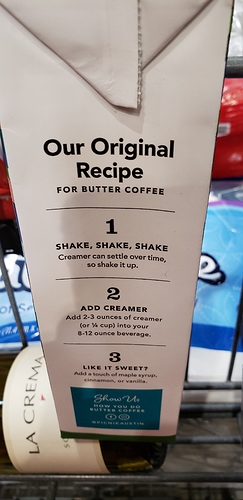 Our Original
Recipe
FOR BUTTER COFFEE
1
SHAKE, SHAKE, SHAKE
Creamer can settle over time,
so shake it up.
2
ADD CREAMER
Add 2-3 ounces of creamer
(or ¼ cup) into your
8-12 ounce beverage.
3
LIKE IT SWEET?
Add a touch of maple syrup,
cinnamon, or vanilla.
Show Us
HOW YOU DO
BUTTER COFFEE
@PICNIKAUSTIN
LA CREMA